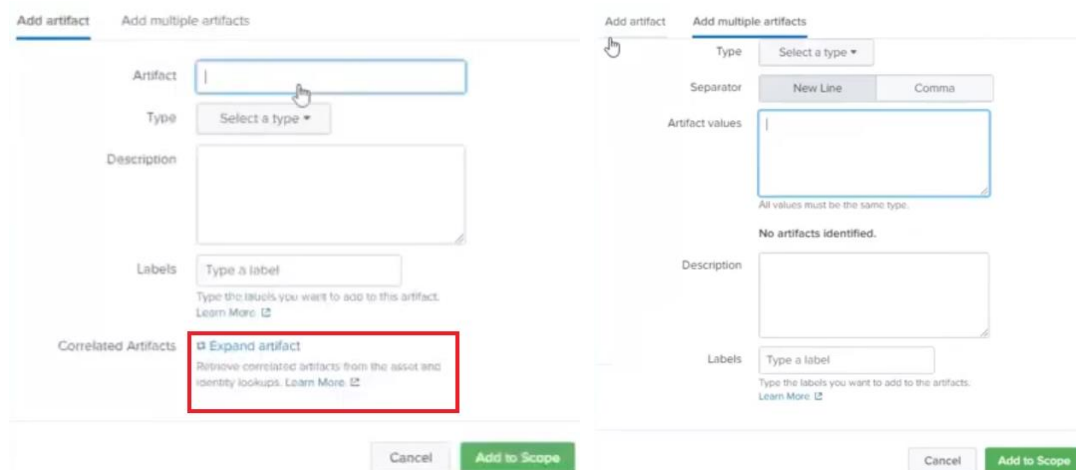 Add artifact Add multiple artifacts
Artifact
Type Select a type
Description
Labels Type a label
Type the labels you want to add to this artifact.
Learn More
Correlated Artifacts Expand artifact
Retrieve correlated artifacts from the asset and
identity lookups. Learn More
Cancel Add to Scope
Add artifact Add multiple artifacts
Type Select a type
Separator New Line Comma
Artifact values
All values must be the same type.
No artifacts identified.
Description
Labels Type a label
Type the labels you want to add to the artifacts.
Learn More
Cancel Add to Scope